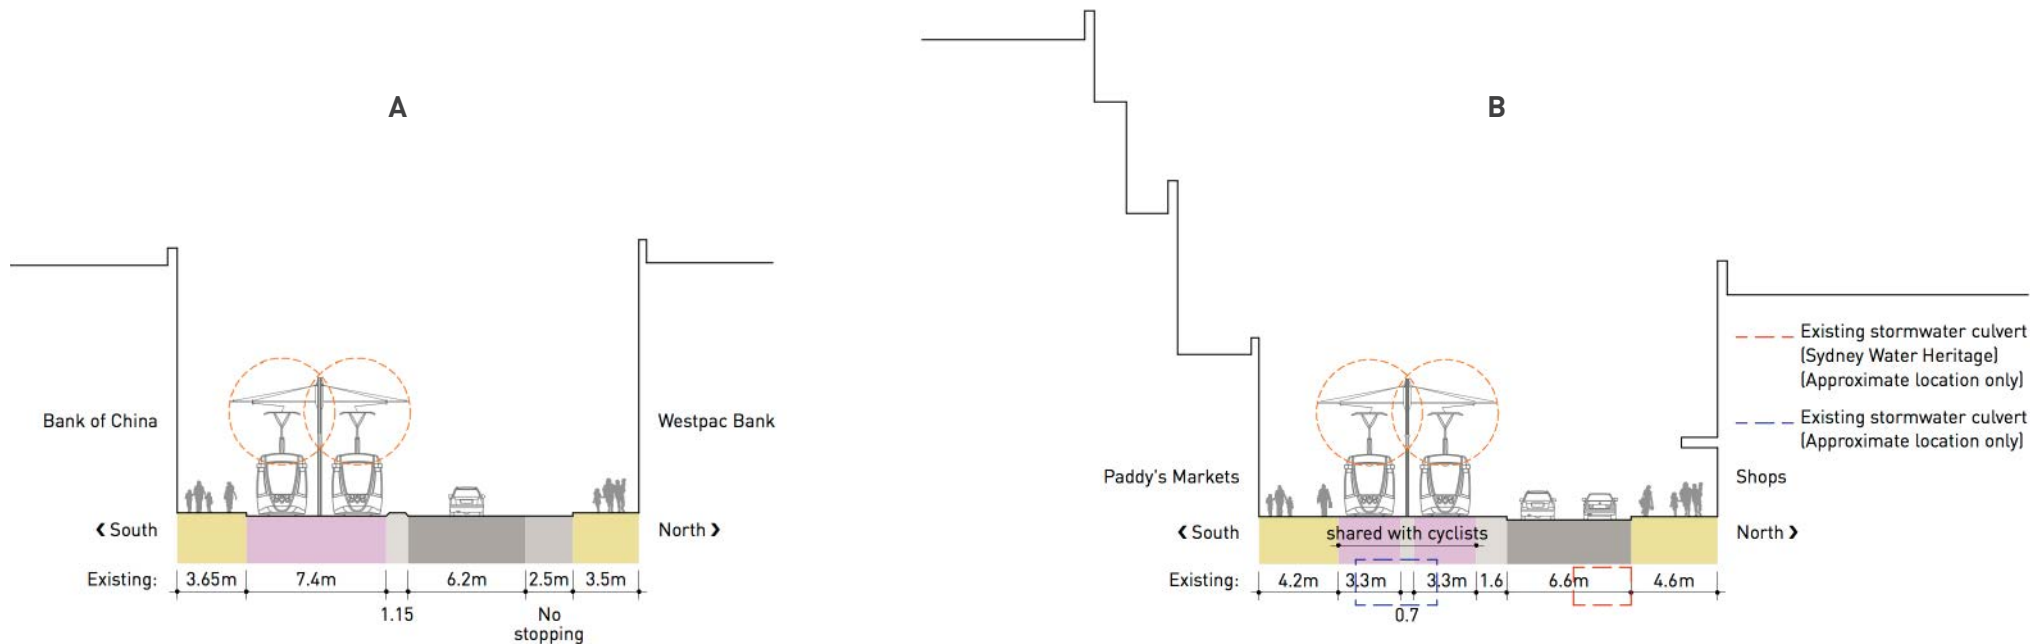 A
Bank of China
Westpac Bank
❮ South
North ❯
Existing:
3.65m
7.4m
6.2m
2.5m
3.5m
1.15
No
stopping
B
Existing stormwater culvert
(Sydney Water Heritage)
(Approximate location only)
Existing stormwater culvert
(Approximate location only)
Paddy's Markets
Shops
❮ South
shared with cyclists
North ❯
Existing:
4.2m
3.3m
3.3m
1.6
6.6m
4.6m
0.7